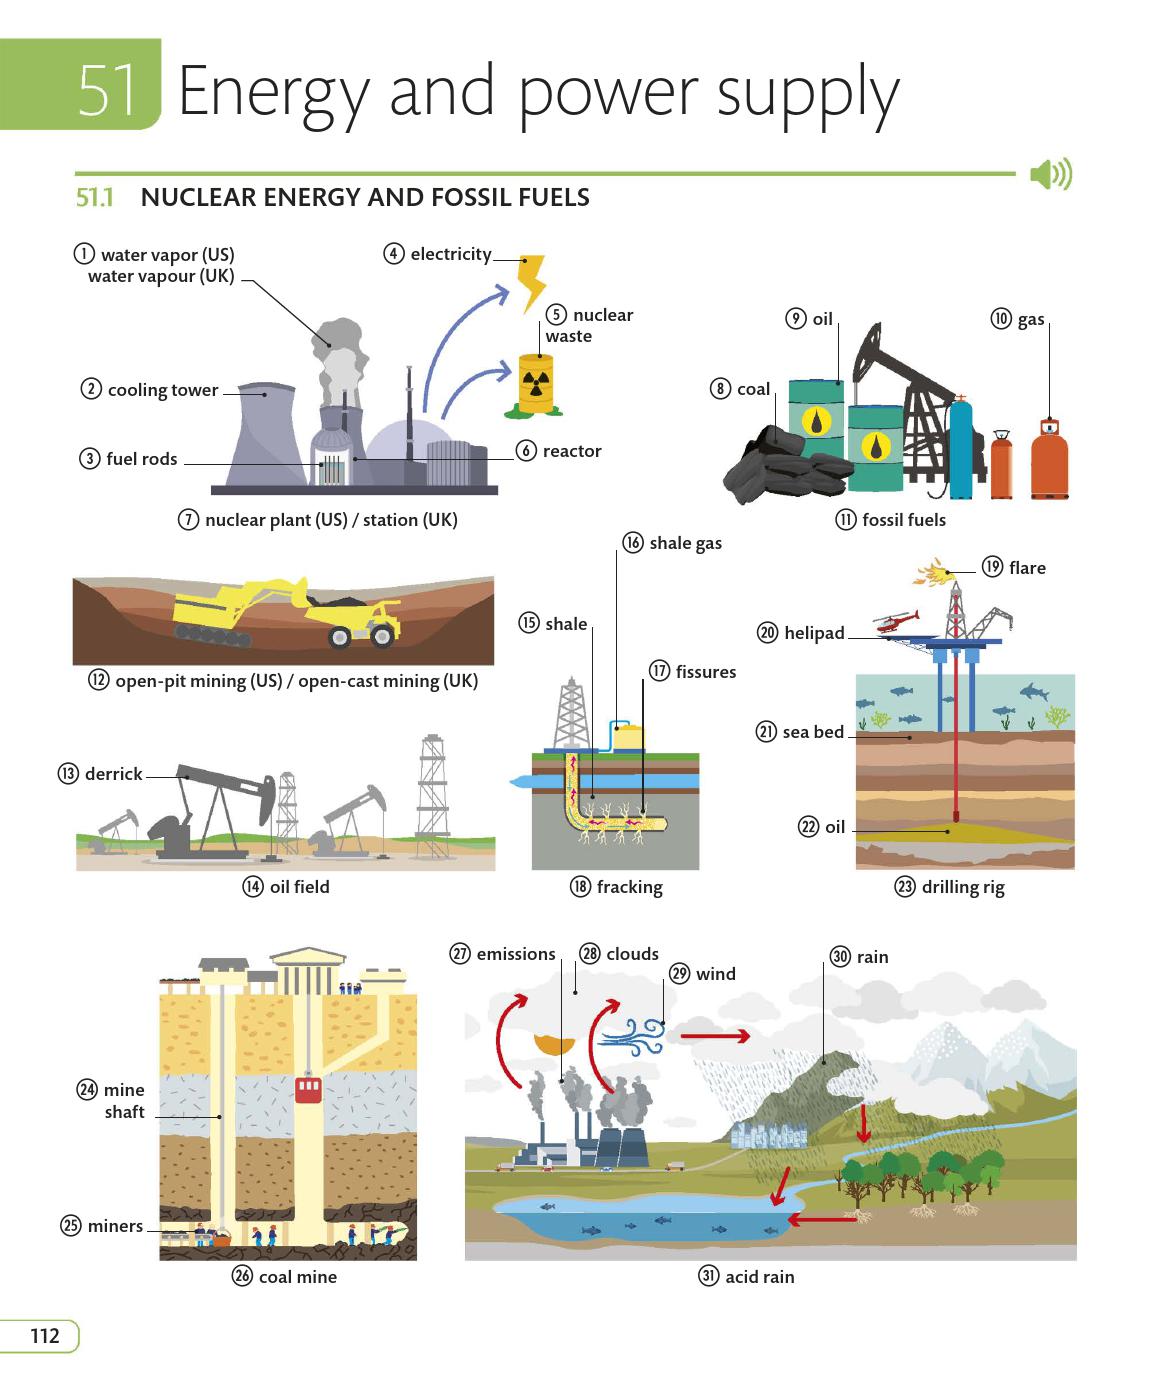 51 Energy and power supply
51.1 NUCLEAR ENERGY AND FOSSIL FUELS
1 water vapor (US)
water vapour (UK)
2 cooling tower
3 fuel rods
4 electricity
5 nuclear
waste
6 reactor
7 nuclear plant (US) / station (UK)
8 coal
9 oil
10 gas
11 fossil fuels
12 open-pit mining (US) / open-cast mining (UK)
13 derrick
14 oil field
15 shale
16 shale gas
17 fissures
18 fracking
19 flare
20 helipad
21 sea bed
22 oil
23 drilling rig
24 mine
shaft
25 miners
26 coal mine
27 emissions
28 clouds
29 wind
30 rain
31 acid rain
112